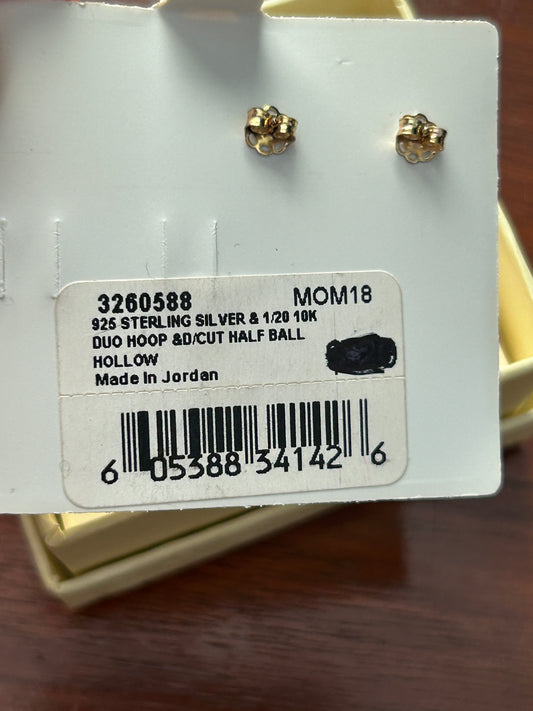 3260588 MOM18
925 STERLING SILVER & 1/20 10K
DUO HOOP &D/CUT HALF BALL
HOLLOW
Made In Jordan
6 05388 34142 6